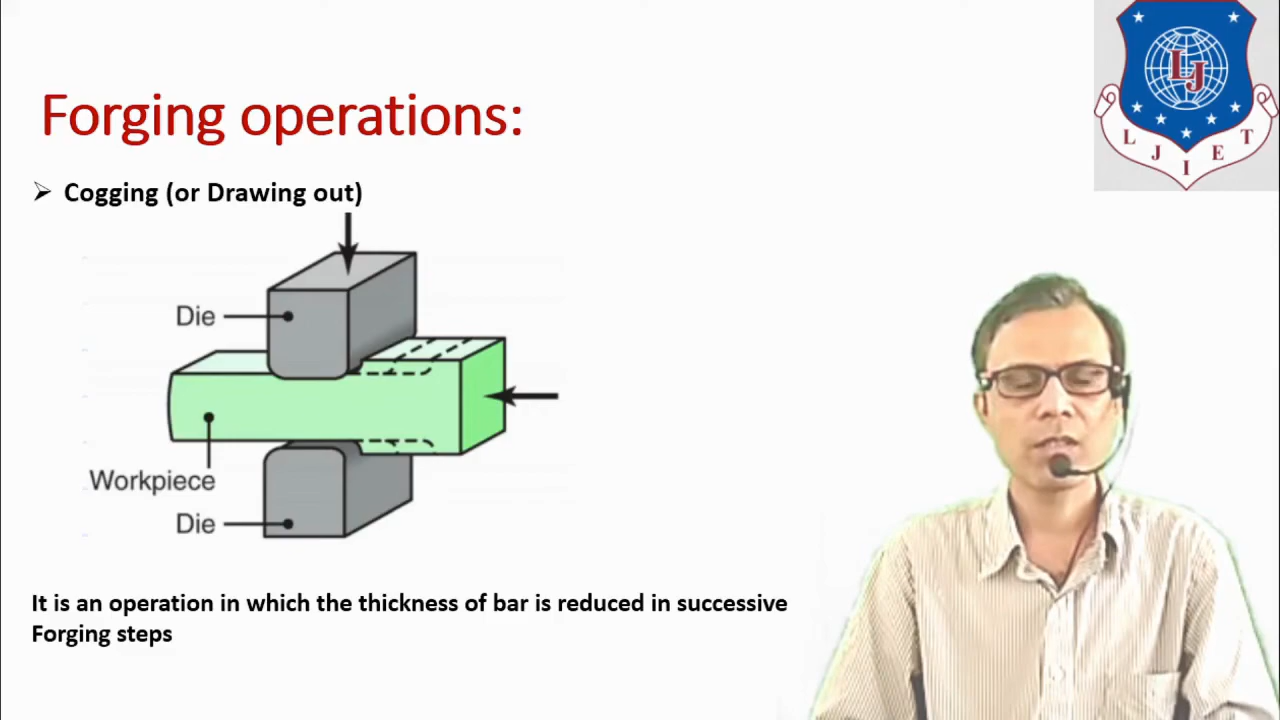 Forging operations:
➢ Cogging (or Drawing out)
Die
Workpiece
Die
It is an operation in which the thickness of bar is reduced in successive
Forging steps
LJ
L J I E T